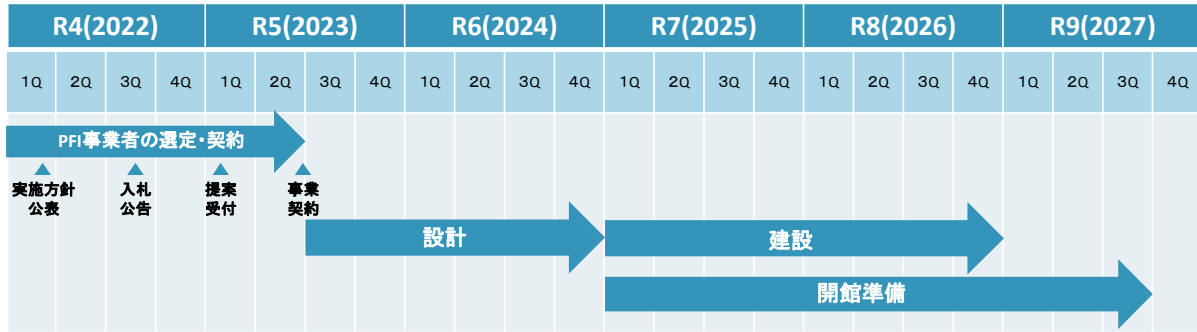 R4(2022) R5(2023) R6(2024) R7(2025) R8(2026) R9(2027)
1Q 2Q 3Q 4Q 1Q 2Q 3Q 4Q 1Q 2Q 3Q 4Q 1Q 2Q 3Q 4Q 1Q 2Q 3Q 4Q 1Q 2Q 3Q 4Q
PFI事業者の選定・契約
実施方針
公表
入札
公告
提案
受付
事業
契約
設計
建設
開館準備